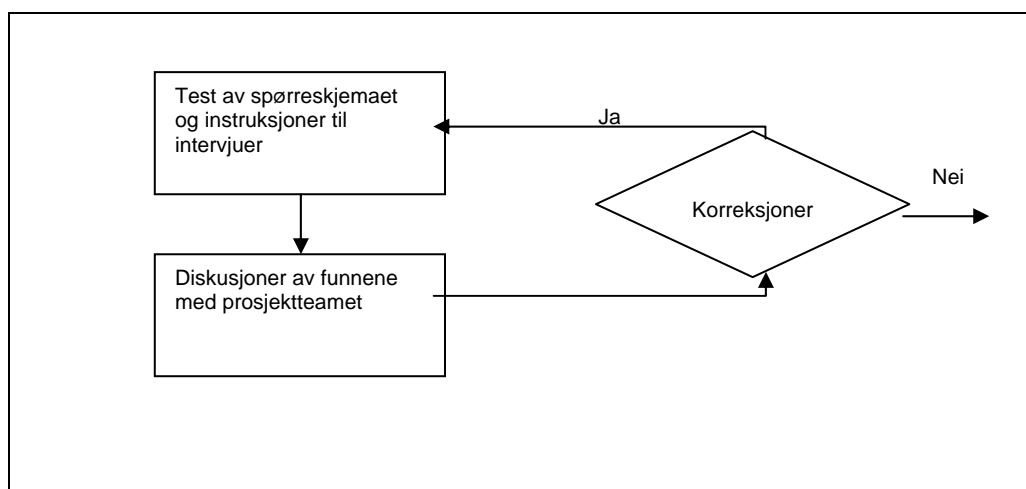 Test av spørreskjemaet
og instruksjoner til
intervjuer
Ja
Nei
Korreksjoner
Diskusjoner av funnene
med prosjektteamet